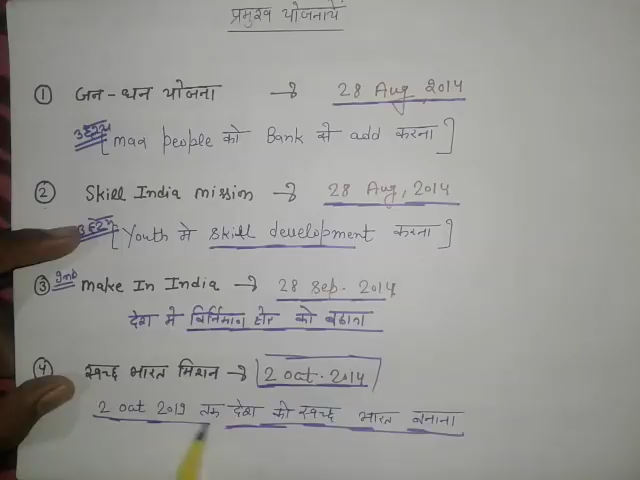 प्रमुख योजनायें
① जन-धन योजना → 28 Aug 2014
उद्देश्य [max people को Bank से add करना]
② Skill India mission → 28 Aug, 2014
उद्देश्य [Youth मे skill development करना]
③ Imb make In India → 28 Sep. 2014
देश मे विनिर्माण को बढाना
④ स्वच्छ भारत मिशन → 2 oct. 2014
2 oct 2019 तक देश को स्वच्छ भारत बनाना